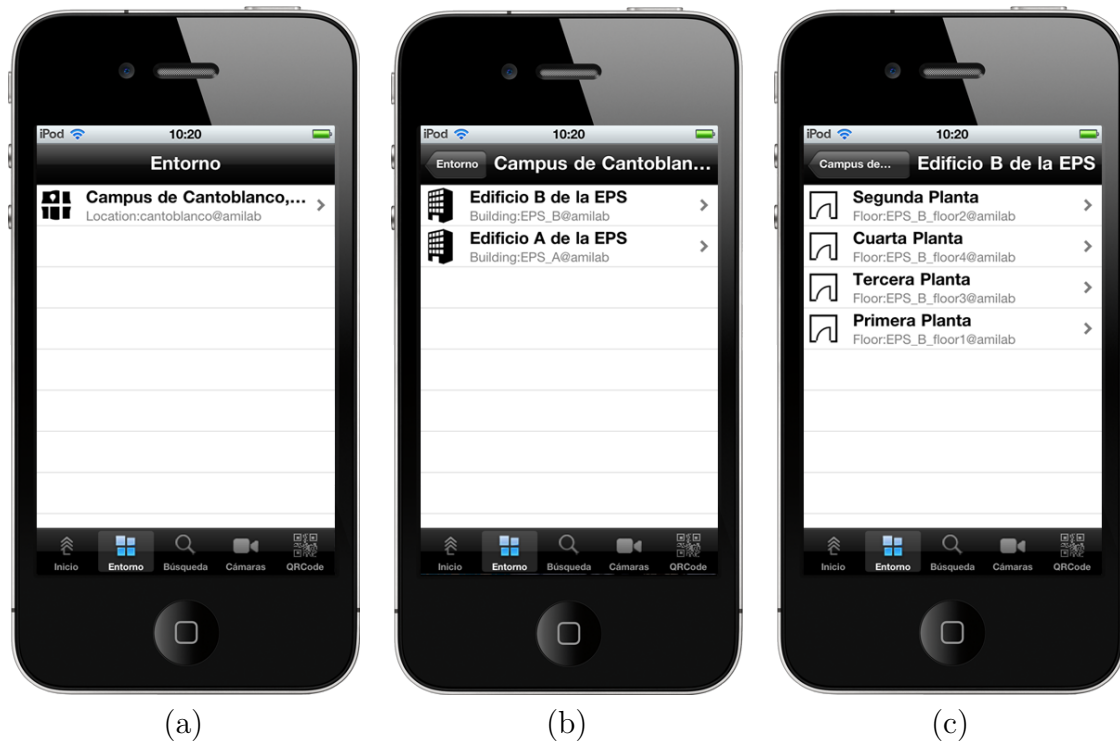 iPod 10:20
Entorno
Campus de Cantoblanco,...
Location:cantoblanco@amilab
Inicio Entorno Búsqueda Cámaras QRCode
(a)
iPod 10:20
Entorno Campus de Cantoblan...
Edificio B de la EPS
Building:EPS_B@amilab
Edificio A de la EPS
Building:EPS_A@amilab
Inicio Entorno Búsqueda Cámaras QRCode
(b)
iPod 10:20
Campus de... Edificio B de la EPS
Segunda Planta
Floor:EPS_B_floor2@amilab
Cuarta Planta
Floor:EPS_B_floor4@amilab
Tercera Planta
Floor:EPS_B_floor3@amilab
Primera Planta
Floor:EPS_B_floor1@amilab
Inicio Entorno Búsqueda Cámaras QRCode
(c)